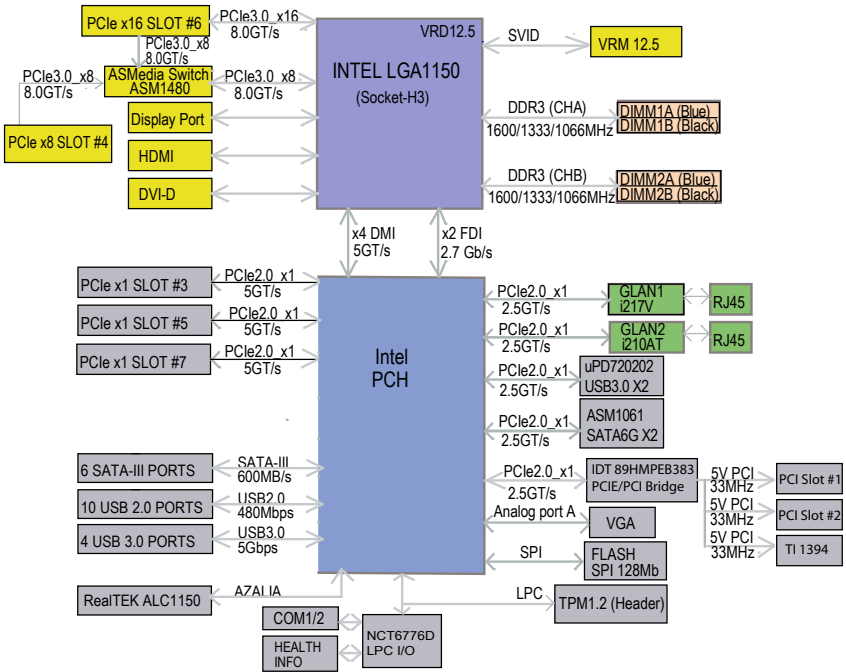 PCIe x16 SLOT #6
PCIe3.0_x16
8.0GT/s
PCIe3.0_x8
8.0GT/s
PCIe3.0_x8
8.0GT/s
ASMedia Switch
ASM1480
PCIe3.0_x8
8.0GT/s
PCIe x8 SLOT #4
Display Port
HDMI
DVI-D
VRD12.5
INTEL LGA1150
(Socket-H3)
SVID
VRM 12.5
DDR3 (CHA)
1600/1333/1066MHz
DIMM1A (Blue)
DIMM1B (Black)
DDR3 (CHB)
1600/1333/1066MHz
DIMM2A (Blue)
DIMM2B (Black)
x4 DMI
5GT/s
x2 FDI
2.7 Gb/s
PCIe x1 SLOT #3
PCIe2.0_x1
5GT/s
PCIe x1 SLOT #5
PCIe2.0_x1
5GT/s
PCIe x1 SLOT #7
PCIe2.0_x1
5GT/s
Intel
PCH
PCIe2.0_x1
2.5GT/s
GLAN1
i217V
RJ45
PCIe2.0_x1
2.5GT/s
GLAN2
i210AT
RJ45
PCIe2.0_x1
2.5GT/s
uPD720202
USB3.0 X2
PCIe2.0_x1
2.5GT/s
ASM1061
SATA6G X2
6 SATA-III PORTS
SATA-III
600MB/s
10 USB 2.0 PORTS
USB2.0
480Mbps
4 USB 3.0 PORTS
USB3.0
5Gbps
PCIe2.0_x1
2.5GT/s
IDT 89HMPEB383
PCIE/PCI Bridge
5V PCI
33MHz
PCI Slot #1
5V PCI
33MHz
PCI Slot #2
5V PCI
33MHz
TI 1394
Analog port A
VGA
SPI
FLASH
SPI 128Mb
RealTEK ALC1150
AZALIA
LPC
TPM1.2 (Header)
COM1/2
HEALTH
INFO
NCT6776D
LPC I/O